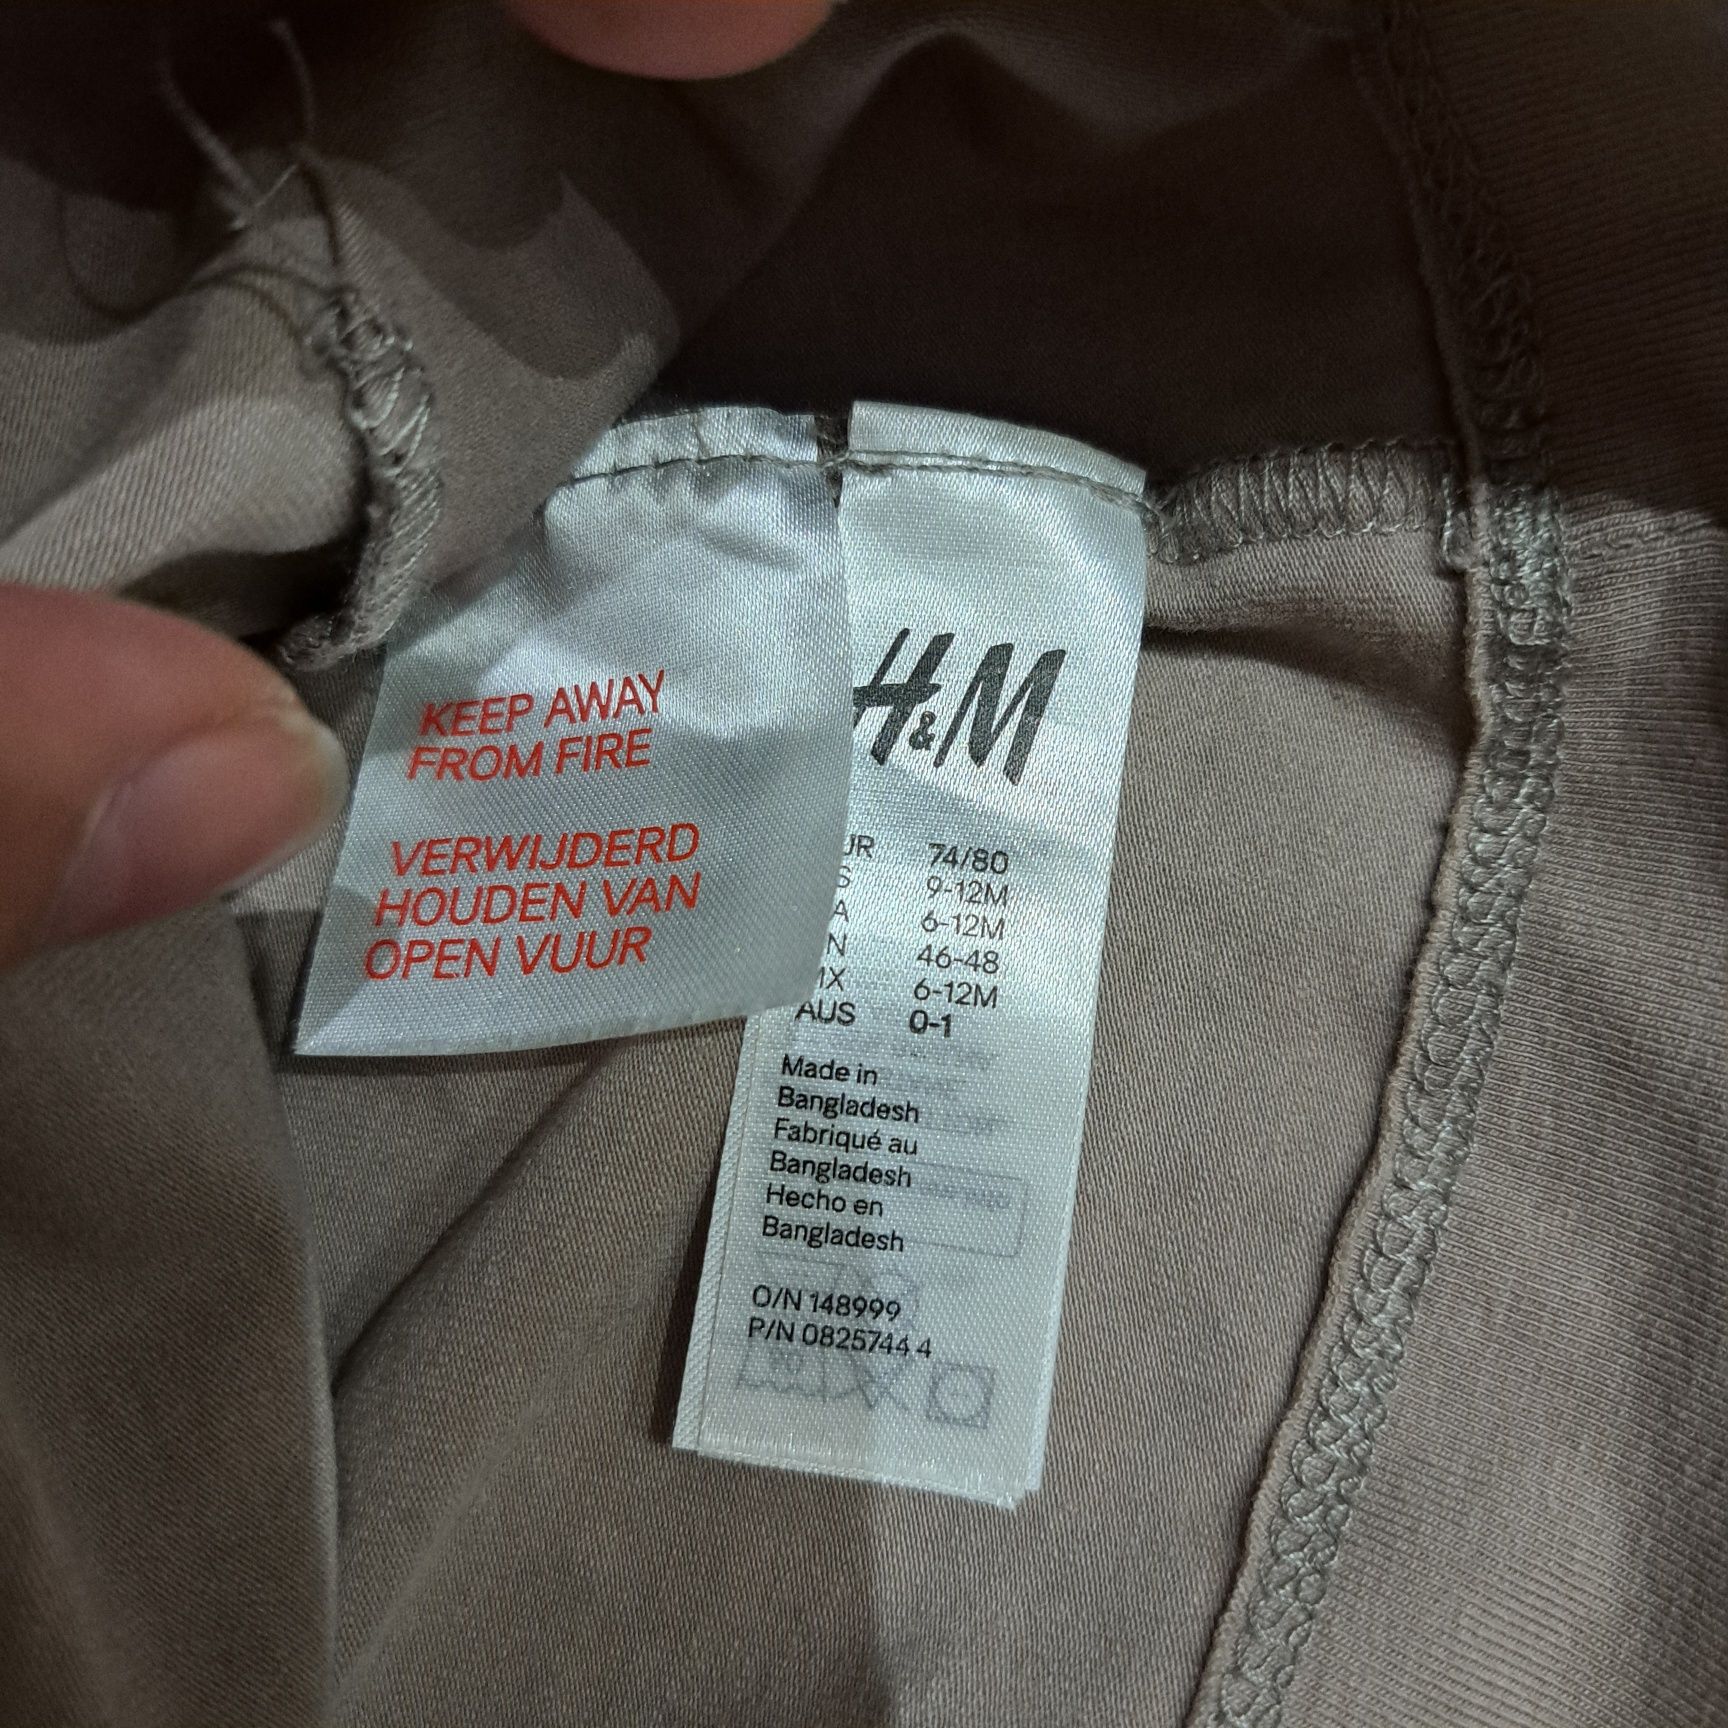 KEEP AWAY
FROM FIRE
VERWIJDERD
HOUDEN VAN
OPEN VUUR
H&M
74/80
9-12M
6-12M
46-48
6-12M
AUS 0-1
Made in
Bangladesh
Fabriqué au
Bangladesh
Hecho en
Bangladesh
O/N 148999
P/N 0825744 4